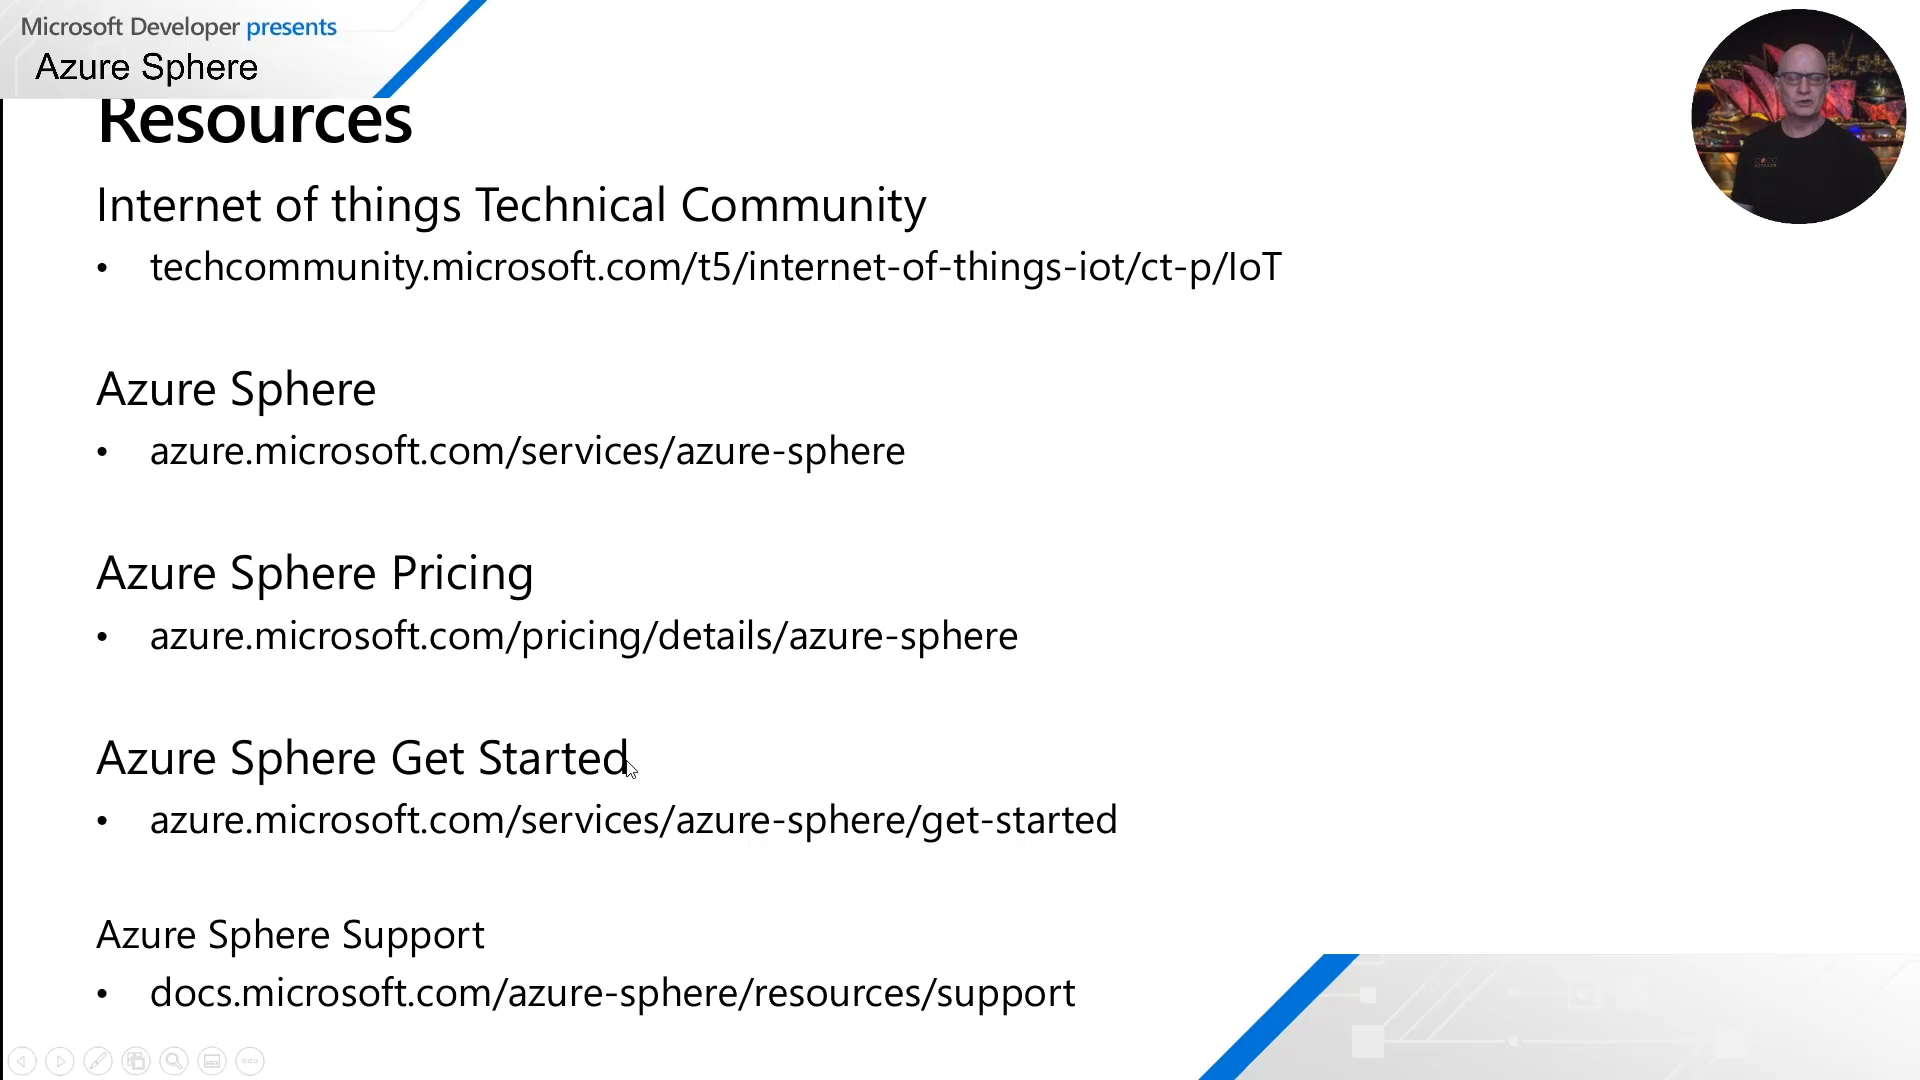 Microsoft Developer presents
Azure Sphere
Resources
Internet of things Technical Community
• techcommunity.microsoft.com/t5/internet-of-things-iot/ct-p/IoT
Azure Sphere
• azure.microsoft.com/services/azure-sphere
Azure Sphere Pricing
• azure.microsoft.com/pricing/details/azure-sphere
Azure Sphere Get Started
• azure.microsoft.com/services/azure-sphere/get-started
Azure Sphere Support
• docs.microsoft.com/azure-sphere/resources/support